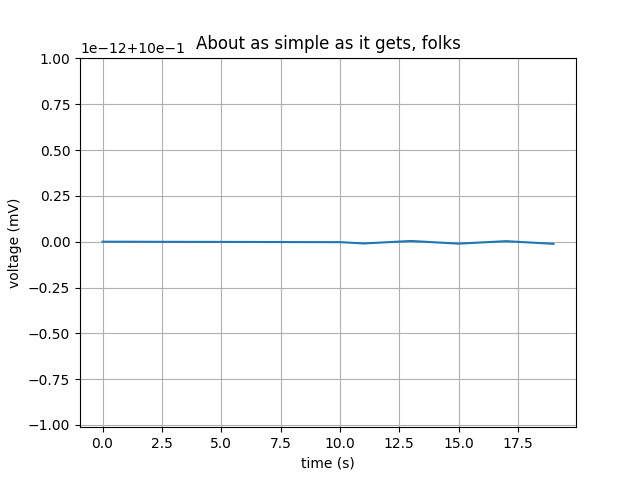 About as simple as it gets, folks
1e−12+10e−1
1.00
0.75
0.50
0.25
0.00
−0.25
−0.50
−0.75
−1.00
voltage (mV)
0.0 2.5 5.0 7.5 10.0 12.5 15.0 17.5
time (s)